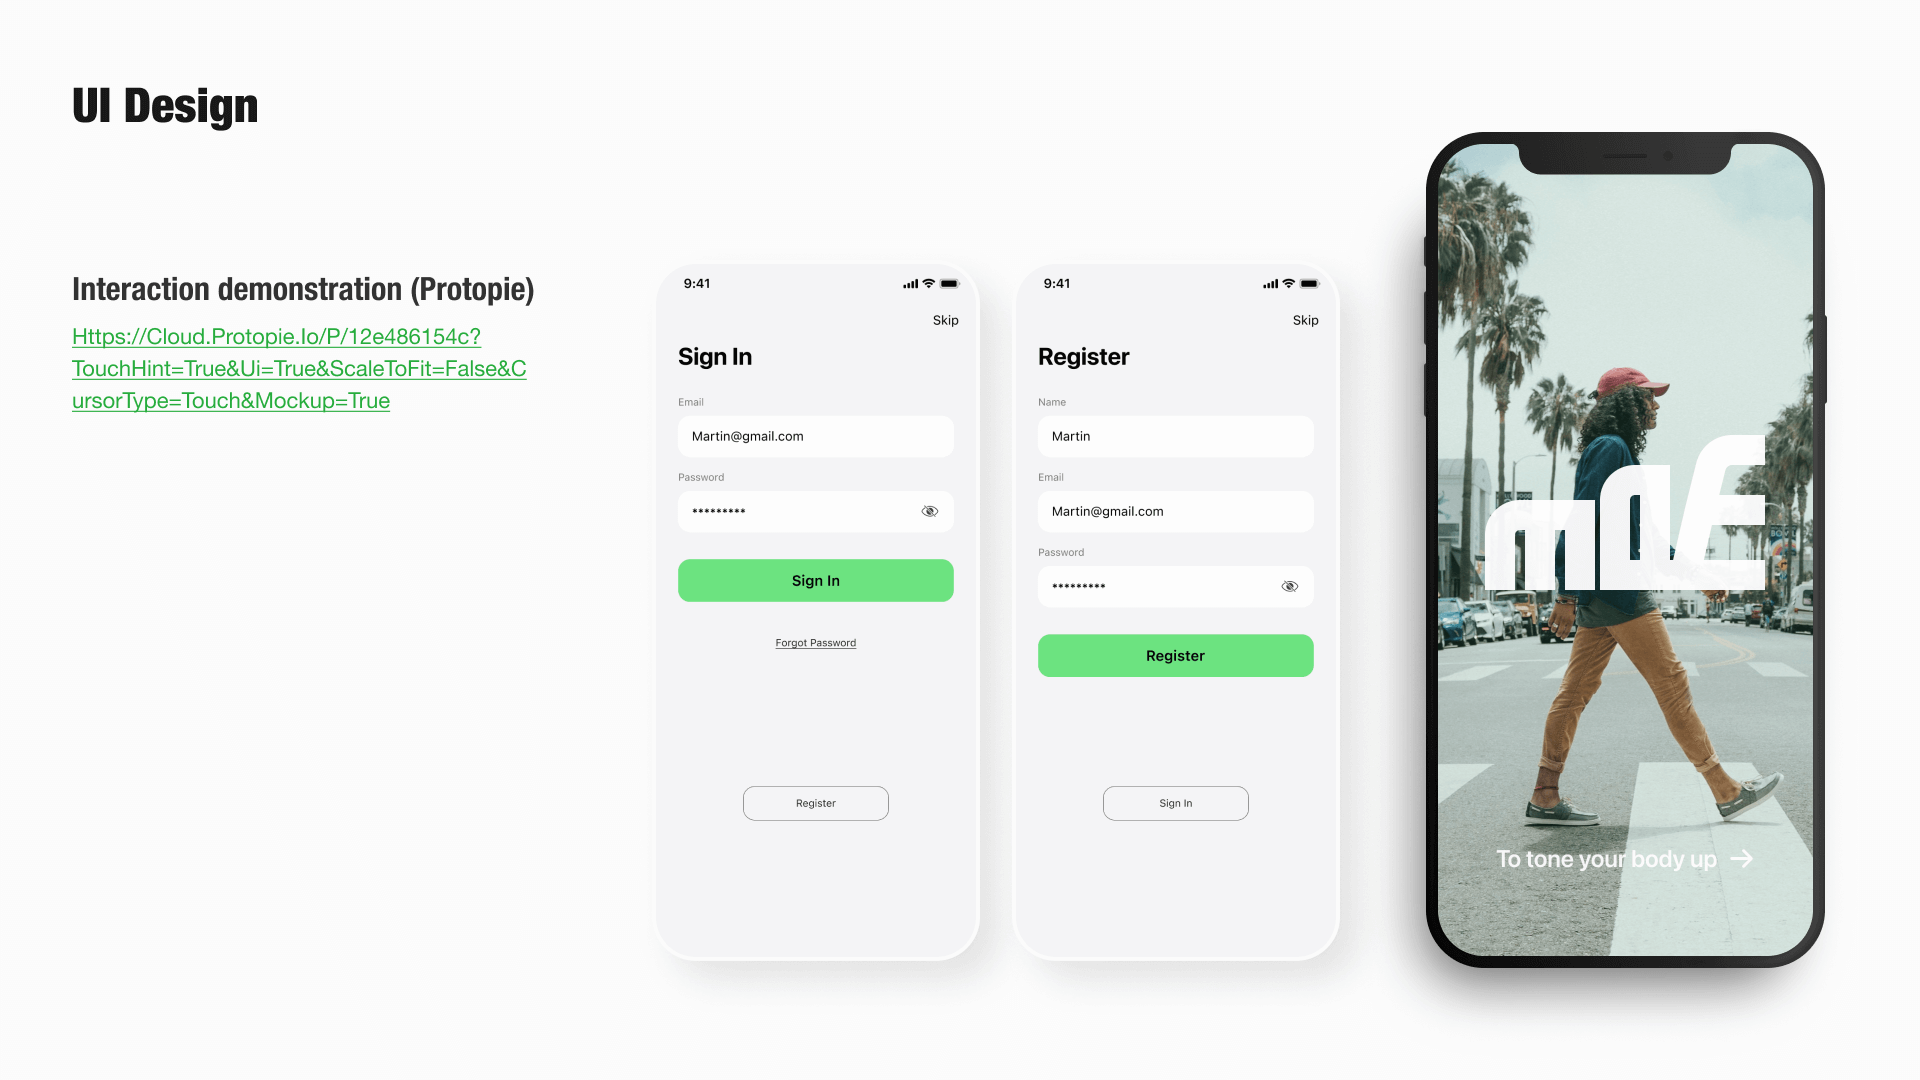 UI Design
Interaction demonstration (Protopie)
Https://Cloud.Protopie.Io/P/12e486154c?
TouchHint=True&Ui=True&ScaleToFit=False&C
ursorType=Touch&Mockup=True
9:41
Skip
Sign In
Email
Martin@gmail.com
Password
*********
Sign In
Forgot Password
Register
9:41
Skip
Register
Name
Martin
Email
Martin@gmail.com
Password
*********
Register
Sign In
To tone your body up →